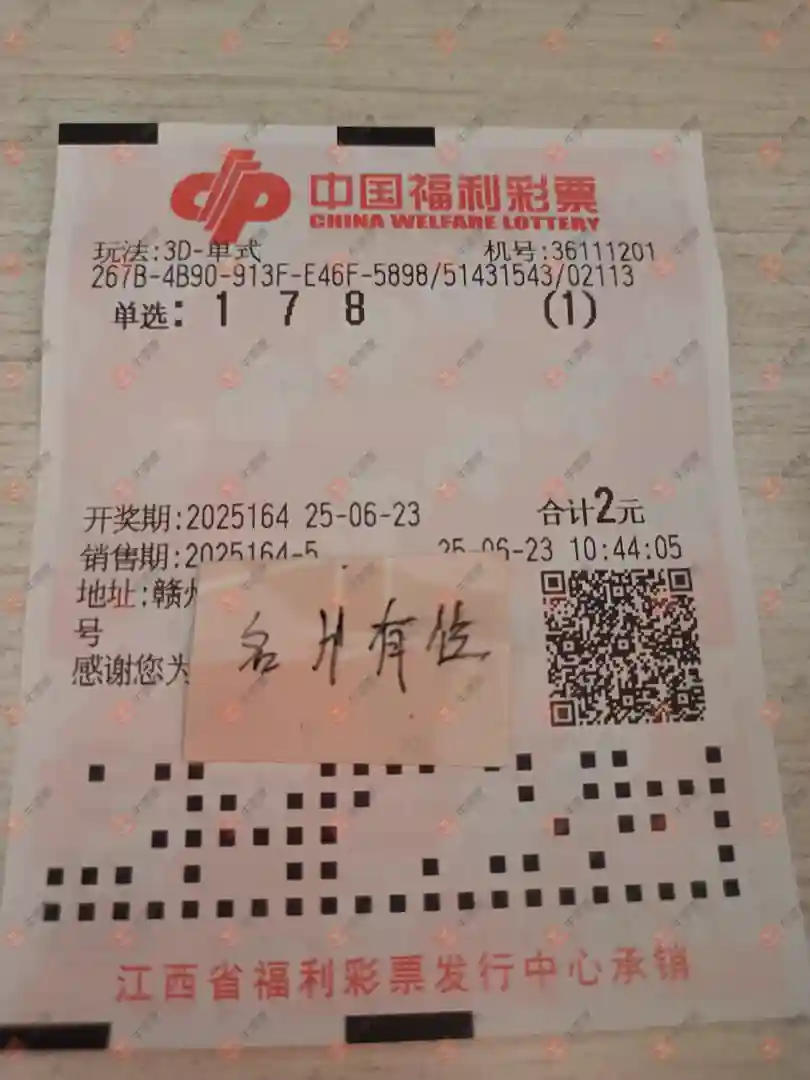 中国福利彩票
CHINA WELFARE LOTTERY
玩法:3D-单式 机号:36111201
267B-4B90-913F-E46F-5898/51431543/02113
单选: 1 7 8 (1)
开奖期:2025164 25-06-23 合计2元
销售期:2025164-5 25-06-23 10:44:05
地址:赣州
号
感谢您为
名片有位
江西省福利彩票发行中心承销